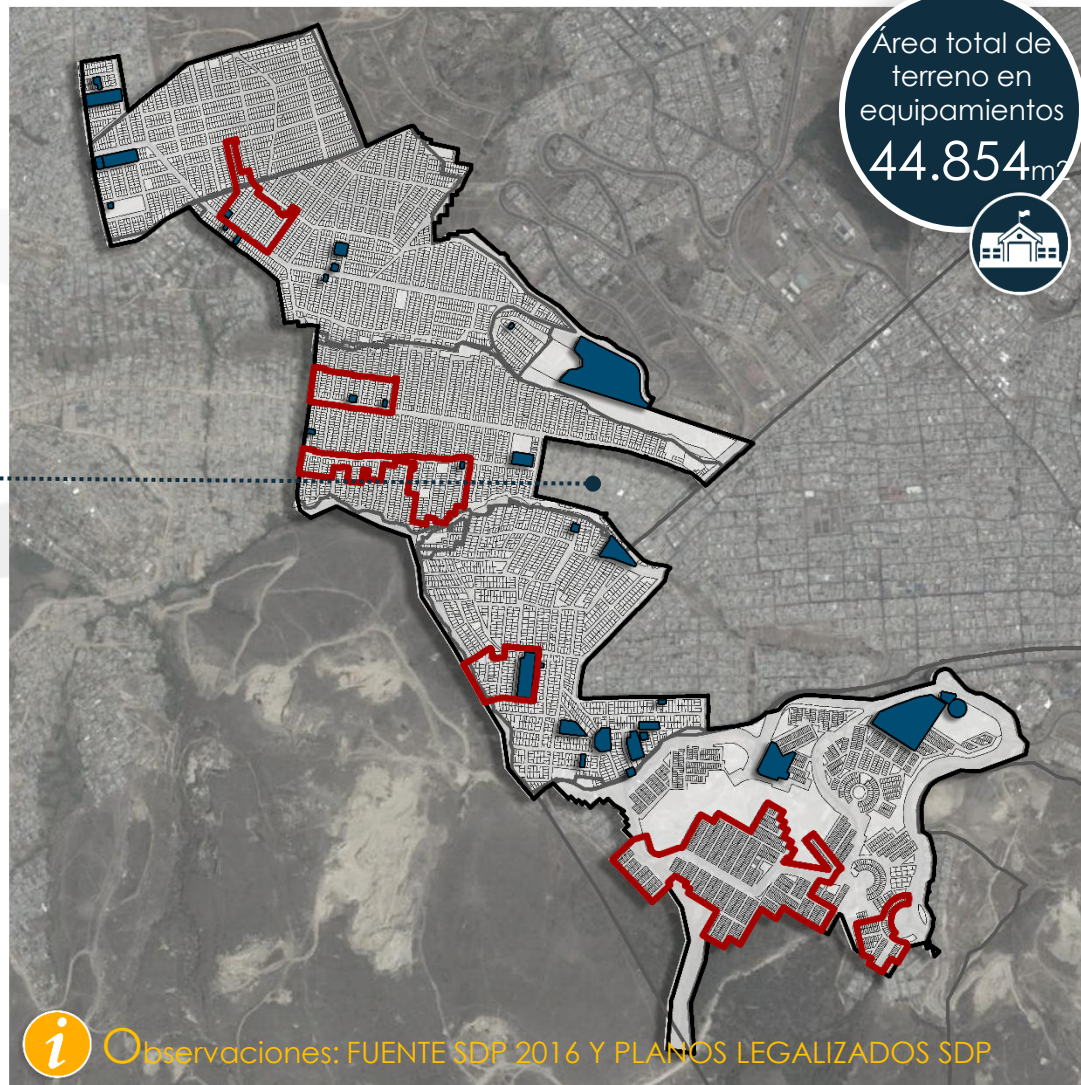 Área total de
terreno en
equipamientos
44.854m2
i Observaciones: FUENTE SDP 2016 Y PLANOS LEGALIZADOS SDP